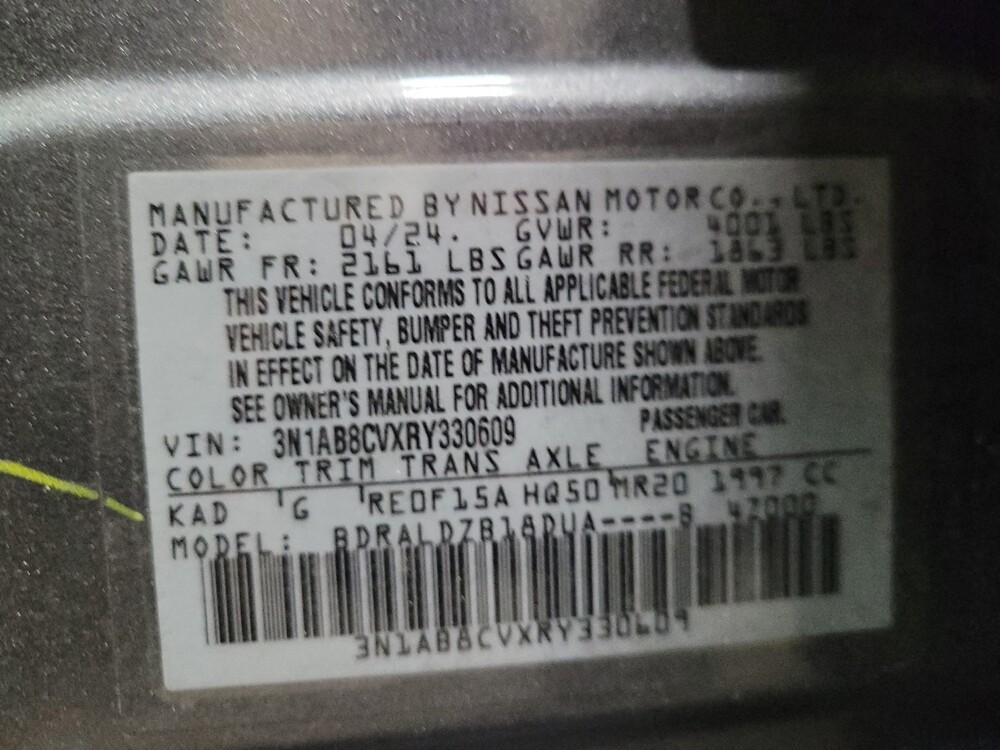 MANUFACTURED BY NISSAN MOTOR CO., LTD.
DATE: 04/24. GVWR: 4001 LBS
GAWR FR: 2161 LBS GAWR RR: 1863 LBS
THIS VEHICLE CONFORMS TO ALL APPLICABLE FEDERAL MOTOR
VEHICLE SAFETY, BUMPER AND THEFT PREVENTION STANDARDS
IN EFFECT ON THE DATE OF MANUFACTURE SHOWN ABOVE.
SEE OWNER'S MANUAL FOR ADDITIONAL INFORMATION.
VIN: 3N1AB8CVXRY330609 PASSENGER CAR.
COLOR TRIM TRANS AXLE ENGINE
KAD G RE0F15A HQ50 MR20 1997 CC
MODEL: BDRALDZB18DUA----B 47000
3N1AB8CVXRY330609